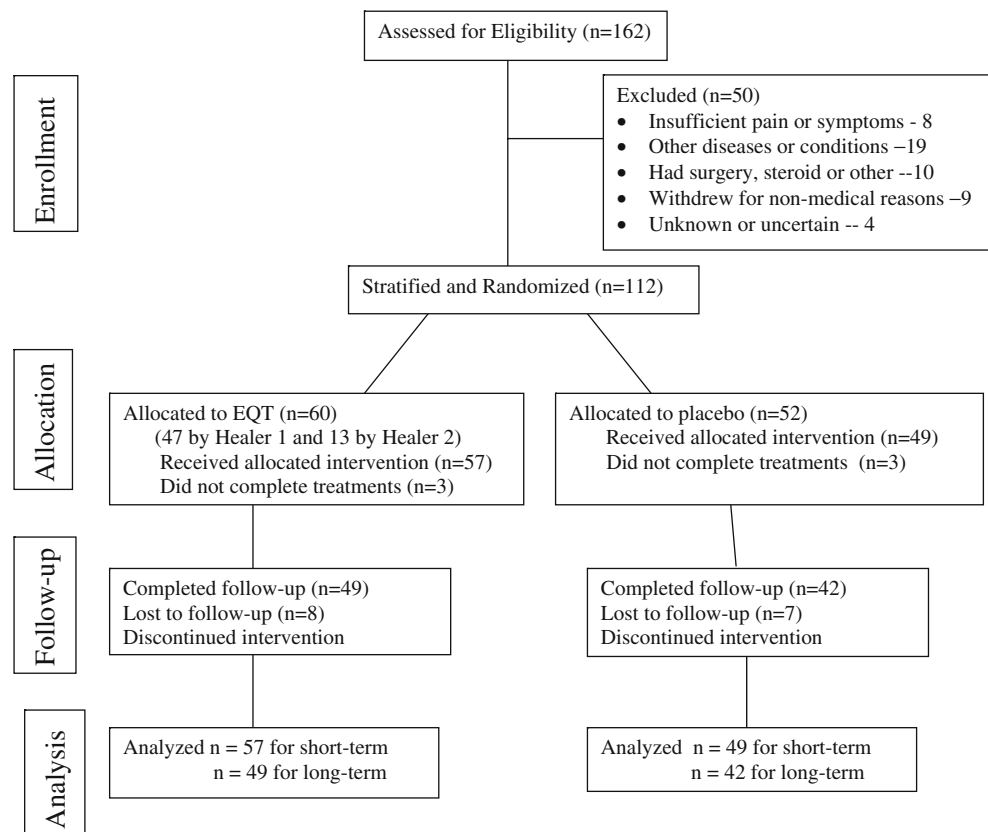 Assessed for Eligibility (n=162)
Enrollment
Excluded (n=50)
• Insufficient pain or symptoms - 8
• Other diseases or conditions –19
• Had surgery, steroid or other --10
• Withdrew for non-medical reasons –9
• Unknown or uncertain -- 4
Stratified and Randomized (n=112)
Allocation
Allocated to EQT (n=60)
(47 by Healer 1 and 13 by Healer 2)
Received allocated intervention (n=57)
Did not complete treatments (n=3)
Allocated to placebo (n=52)
Received allocated intervention (n=49)
Did not complete treatments (n=3)
Follow-up
Completed follow-up (n=49)
Lost to follow-up (n=8)
Discontinued intervention
Completed follow-up (n=42)
Lost to follow-up (n=7)
Discontinued intervention
Analysis
Analyzed n = 57 for short-term
n = 49 for long-term
Analyzed n = 49 for short-term
n = 42 for long-term